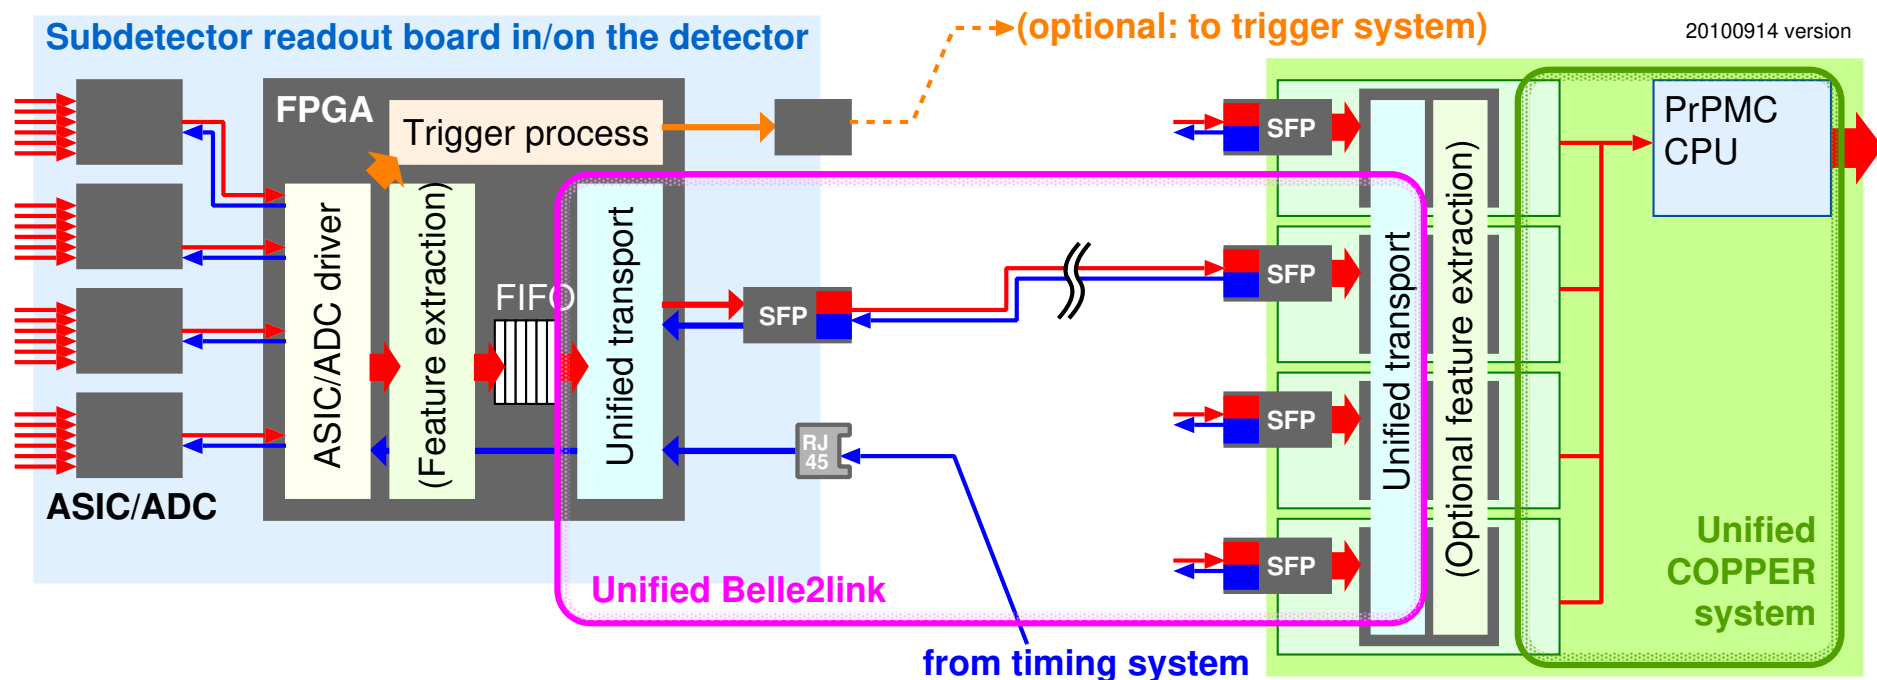 Subdetector readout board in/on the detector
(optional: to trigger system)
20100914 version
FPGA
Trigger process
ASIC/ADC driver
(Feature extraction)
FIFO
Unified transport
SFP
RJ
45
ASIC/ADC
Unified Belle2link
from timing system
SFP
SFP
SFP
SFP
Unified transport
(Optional feature extraction)
PrPMC
CPU
Unified
COPPER
system